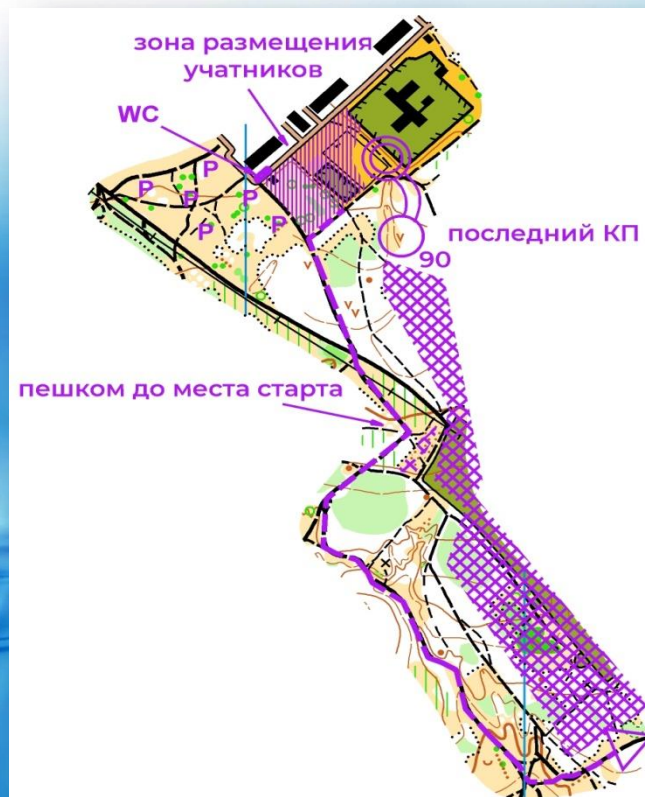 зона размещения
учатников
WC
P
P
P
P
P
последний КП
90
пешком до места старта